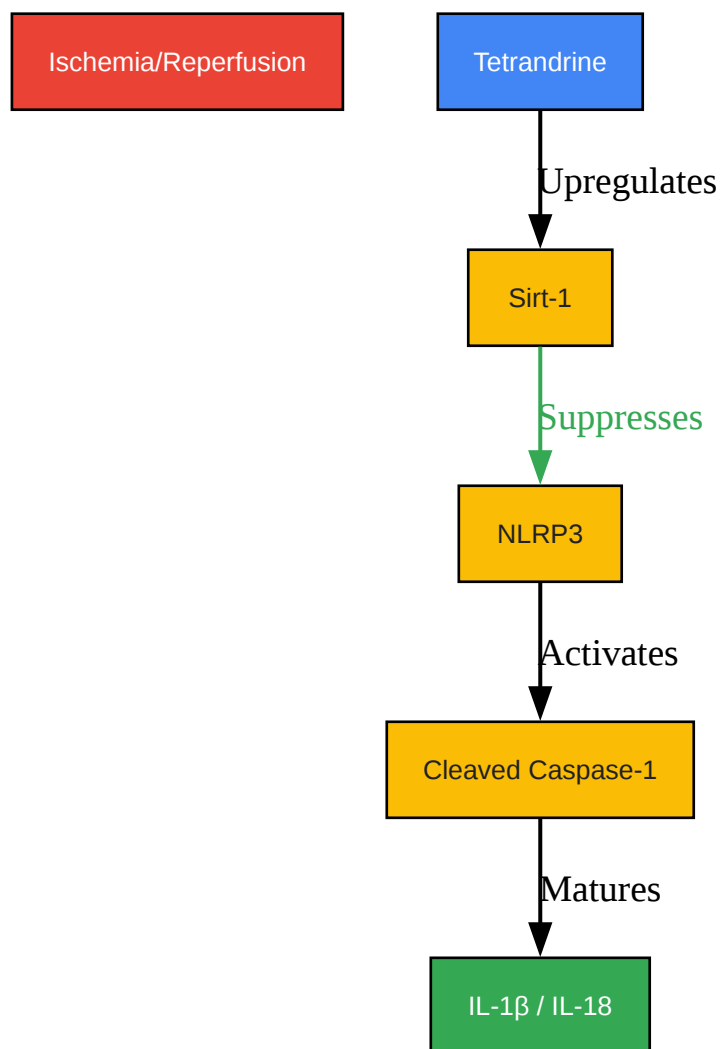 Ischemia/Reperfusion
Tetrandrine
Upregulates
Sirt-1
Suppresses
NLRP3
Activates
Cleaved Caspase-1
Matures
IL-1β / IL-18